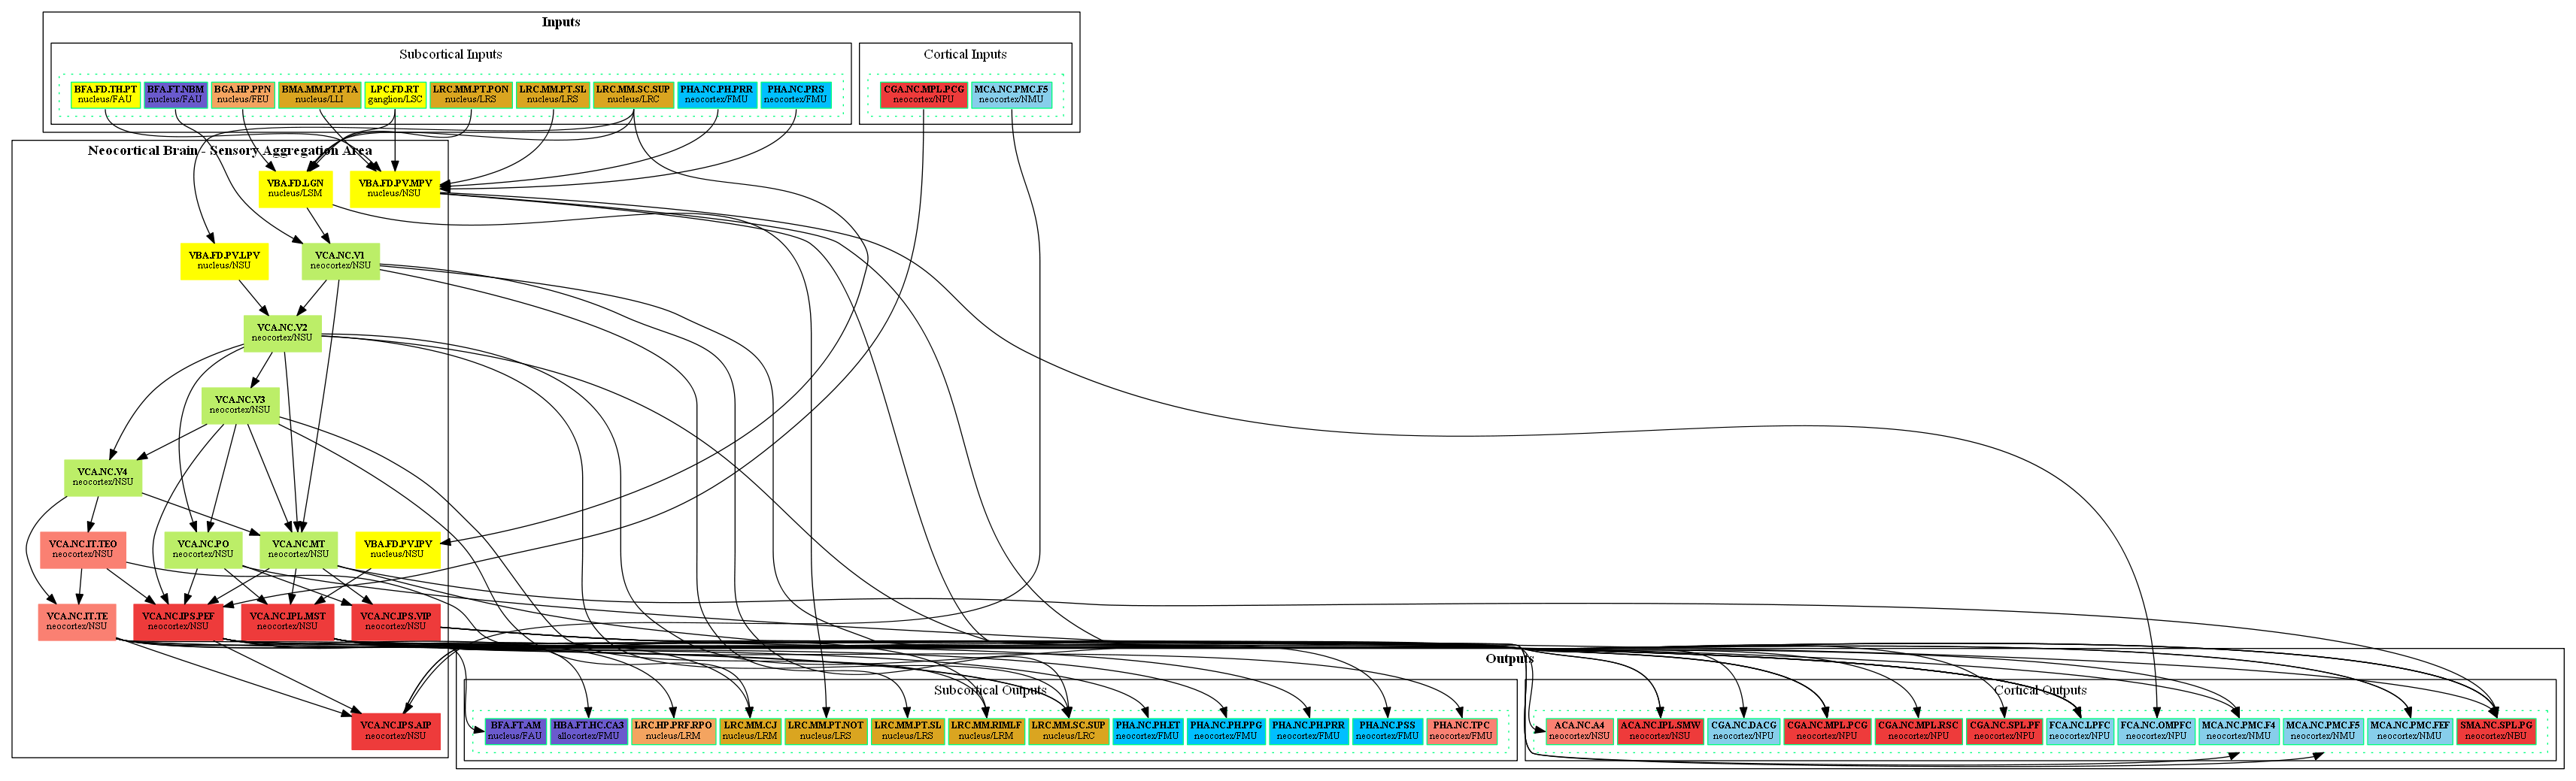 Inputs
Subcortical Inputs
Cortical Inputs
BFA.FD.TH.PT
nucleus/FAU
BFA.FT.NBM
nucleus/FAU
BGA.HP.PPN
nucleus/FEU
BMA.MM.PT.PTA
nucleus/LLI
LPC.FD.RT
ganglion/LSC
LRC.MM.PT.PON
nucleus/LRS
LRC.MM.PT.SL
nucleus/LRS
LRC.MM.SC.SUP
nucleus/LRC
PHA.NC.PH.PRR
neocortex/FMU
PHA.NC.PRS
neocortex/FMU
CGA.NC.MPL.PCG
neocortex/NPU
MCA.NC.PMC.F5
neocortex/NMU
Neocortical Brain - Sensory Aggregation Area
VBA.FD.LGN
nucleus/LSM
VBA.FD.PV.MPV
nucleus/NSU
VBA.FD.PV.LPV
nucleus/NSU
VCA.NC.V1
neocortex/NSU
VCA.NC.V2
neocortex/NSU
VCA.NC.V3
neocortex/NSU
VCA.NC.V4
neocortex/NSU
VCA.NC.IT.TEO
neocortex/NSU
VCA.NC.PO
neocortex/NSU
VCA.NC.MT
neocortex/NSU
VBA.FD.PV.IPV
nucleus/NSU
VCA.NC.IT.TE
neocortex/NSU
VCA.NC.IPS.PEF
neocortex/NSU
VCA.NC.IPL.MST
neocortex/NSU
VCA.NC.IPS.VIP
neocortex/NSU
VCA.NC.IPS.AIP
neocortex/NSU
Outputs
Subcortical Outputs
Cortical Outputs
BFA.FT.AM
nucleus/FAU
HBA.FT.HC.CA3
allocortex/FMU
LRC.HP.PRF.RPO
nucleus/LRM
LRC.MM.CJ
nucleus/LRM
LRC.MM.PT.NOT
nucleus/LRS
LRC.MM.PT.SL
nucleus/LRS
LRC.MM.RIMLF
nucleus/LRM
LRC.MM.SC.SUP
nucleus/LRC
PHA.NC.PH.ET
neocortex/FMU
PHA.NC.PH.PPG
neocortex/FMU
PHA.NC.PH.PRR
neocortex/FMU
PHA.NC.PSS
neocortex/FMU
PHA.NC.TPC
neocortex/FMU
ACA.NC.A4
neocortex/NSU
ACA.NC.IPL.SMW
neocortex/NSU
CGA.NC.DACG
neocortex/NPU
CGA.NC.MPL.PCG
neocortex/NPU
CGA.NC.MPL.RSC
neocortex/NPU
CGA.NC.SPL.PF
neocortex/NPU
FCA.NC.LPFC
neocortex/NPU
FCA.NC.OMPFC
neocortex/NPU
MCA.NC.PMC.F4
neocortex/NMU
MCA.NC.PMC.F5
neocortex/NMU
MCA.NC.PMC.FEF
neocortex/NMU
SMA.NC.SPL.PG
neocortex/NBU